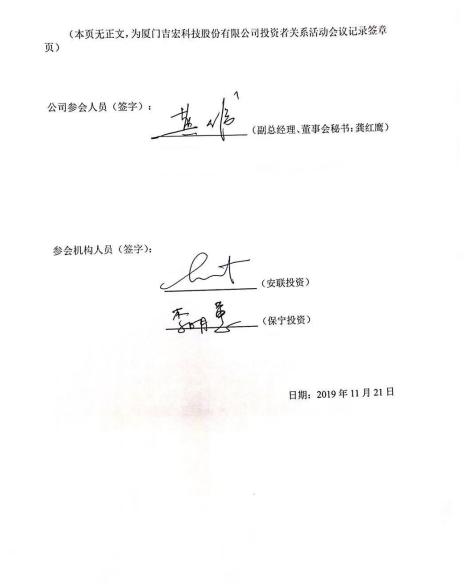 （本页无正文，为厦门吉宏科技股份有限公司投资者关系活动会议记录签章
页）
公司参会人员（签字）：
（副总经理、董事会秘书：龚红鹰）
参会机构人员（签字）：
（安联投资）
（保宁投资）
日期：2019 年 11 月 21 日